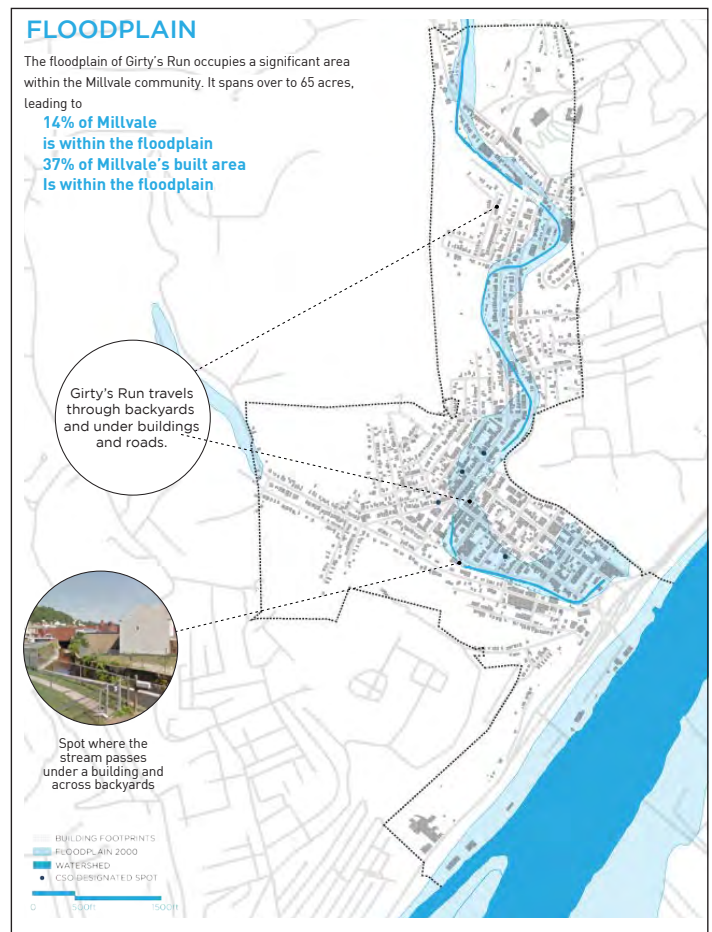 FLOODPLAIN
The floodplain of Girty's Run occupies a significant area
within the Millvale community. It spans over to 65 acres,
leading to
14% of Millvale
is within the floodplain
37% of Millvale's built area
Is within the floodplain
Girty's Run travels
through backyards
and under buildings
and roads.
Spot where the
stream passes
under a building and
across backyards
BUILDING FOOTPRINTS
FLOODPLAIN 2000
WATERSHED
CSO DESIGNATED SPOT
0 500ft 1500ft